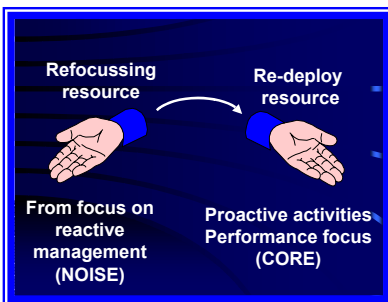 Refocussing
resource
Re-deploy
resource
From focus on
reactive
management
(NOISE)
Proactive activities
Performance focus
(CORE)